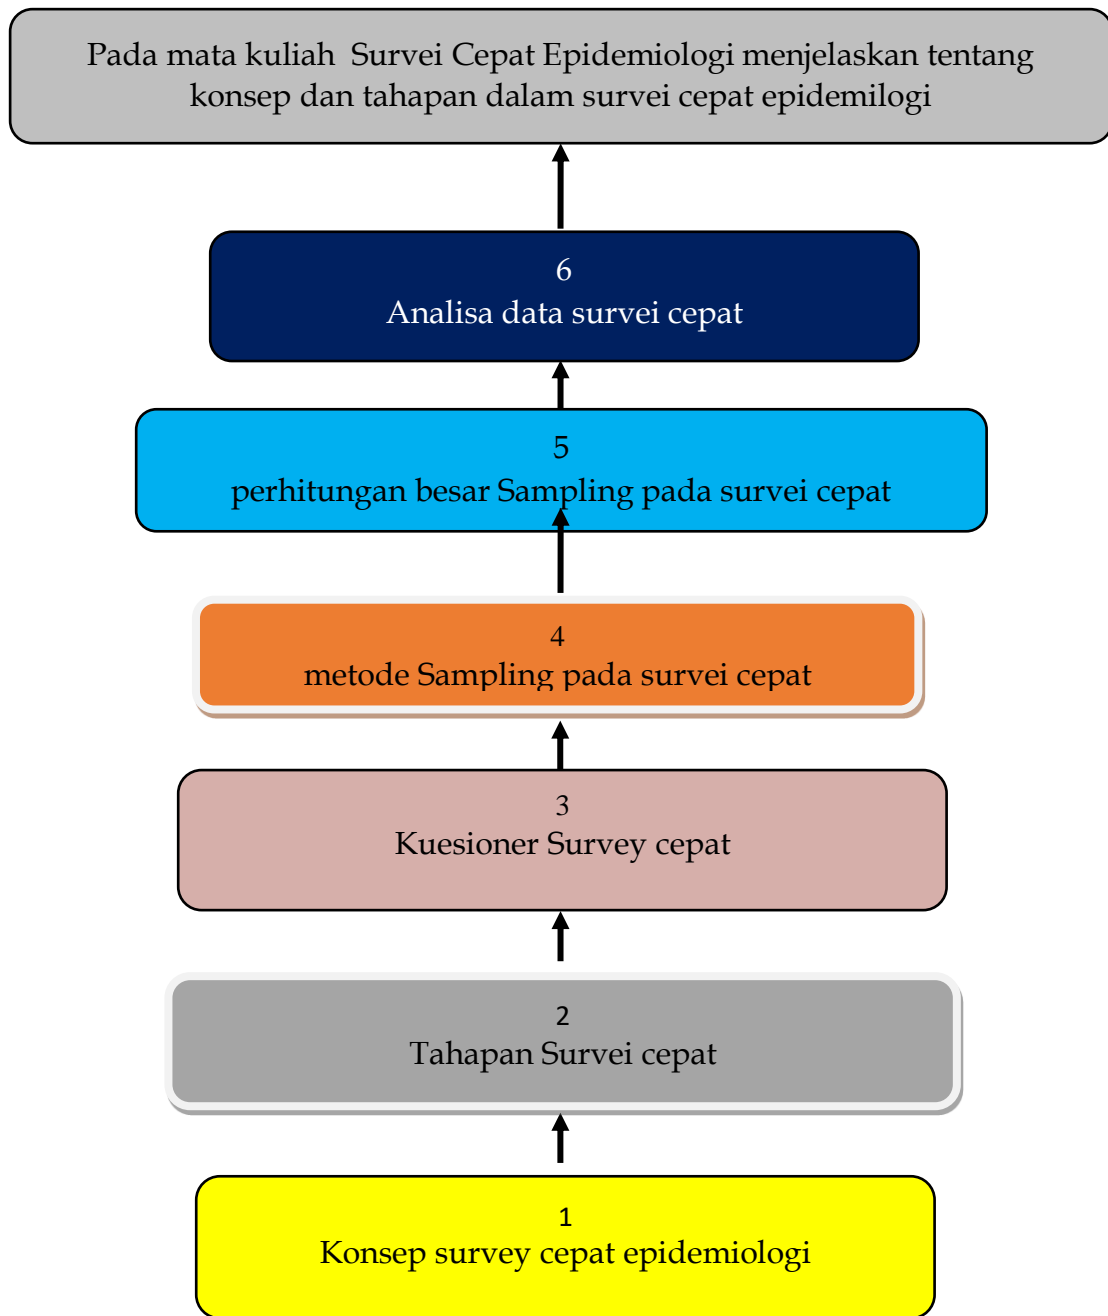 Pada mata kuliah Survei Cepat Epidemiologi menjelaskan tentang
konsep dan tahapan dalam survei cepat epidemilogi
6
Analisa data survei cepat
5
perhitungan besar Sampling pada survei cepat
4
metode Sampling pada survei cepat
3
Kuesioner Survey cepat
2
Tahapan Survei cepat
1
Konsep survey cepat epidemiologi